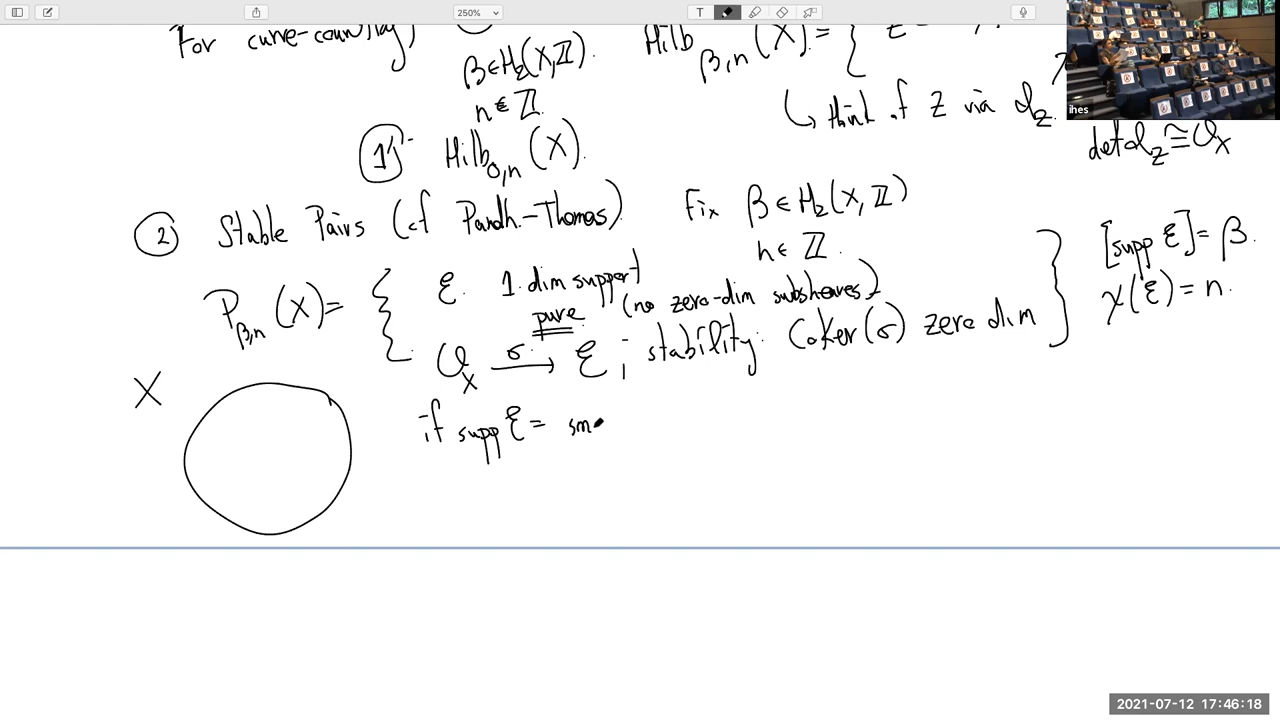 250%
T
For curve-counting
β∈H₂(X,ℤ).
n ∈ ℤ.
Hilb_{β,n}(X) = {
↳ think of Z via I_Z
det I_Z ≅ O_X
ihes
①' Hilb_{0,n}(X).
② Stable Pairs (cf Pandh.-Thomas). Fix β ∈ H₂(X,ℤ)
n ∈ ℤ.
P_{β,n}(X) = { E. 1-dim support
pure (no zero-dim subsheaves)
O_X →^σ E ; stability: Coker(σ) zero dim }
[supp E] = β.
χ(E) = n.
X
if supp E = sm
2021-07-12 17:46:18